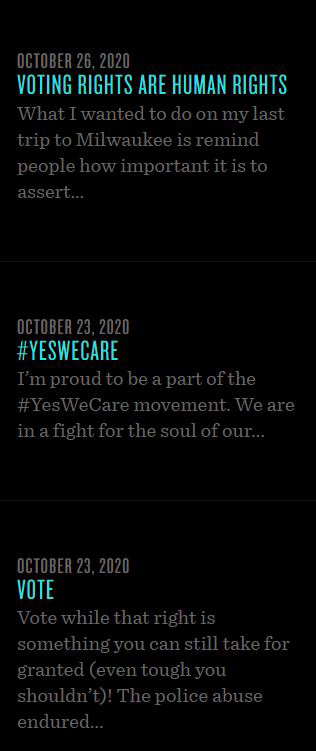 OCTOBER 26, 2020
VOTING RIGHTS ARE HUMAN RIGHTS
What I wanted to do on my last
trip to Milwaukee is remind
people how important it is to
assert...
OCTOBER 23, 2020
#YESWECARE
I’m proud to be a part of the
#YesWeCare movement. We are
in a fight for the soul of our...
OCTOBER 23, 2020
VOTE
Vote while that right is
something you can still take for
granted (even tough you
shouldn’t)! The police abuse
endured...